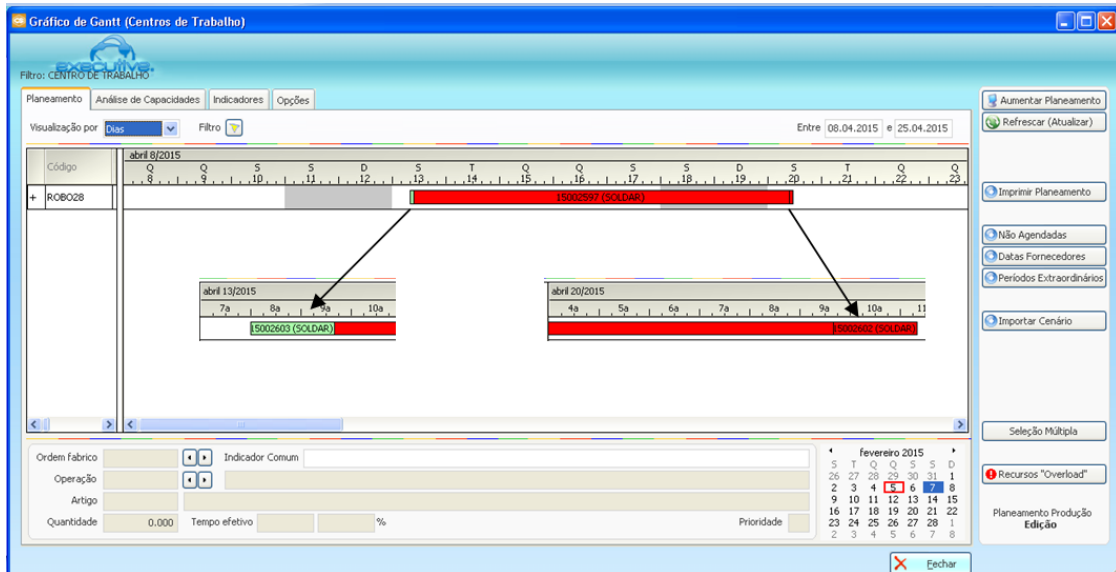 Gráfico de Gantt (Centros de Trabalho)
executive.
Filtro: CENTRO DE TRABALHO
Planeamento Análise de Capacidades Indicadores Opções
Visualização por Dias Filtro Entre 08.04.2015 e 25.04.2015
Código
abril 8/2015
Q Q S S D S T Q Q S S D S T Q Q
8 9 10 11 12 13 14 15 16 17 18 19 20 21 22 23
+ ROBO28 15002597 (SOLDAR)
abril 13/2015
7a 8a 9a 10a
15002603 (SOLDAR)
abril 20/2015
4a 5a 6a 7a 8a 9a 10a 11
15002602 (SOLDAR)
Ordem fabrico Indicador Comum
Operação
Artigo
Quantidade 0.000 Tempo efetivo % Prioridade
fevereiro 2015
S T Q Q S S D
26 27 28 29 30 31 1
2 3 4 5 6 7 8
9 10 11 12 13 14 15
16 17 18 19 20 21 22
23 24 25 26 27 28 1
2 3 4 5 6 7 8
Aumentar Planeamento
Refrescar (Atualizar)
Imprimir Planeamento
Não Agendadas
Datas Fornecedores
Períodos Extraordinários
Importar Cenário
Seleção Múltipla
Recursos "Overload"
Planeamento Produção
Edição
Fechar